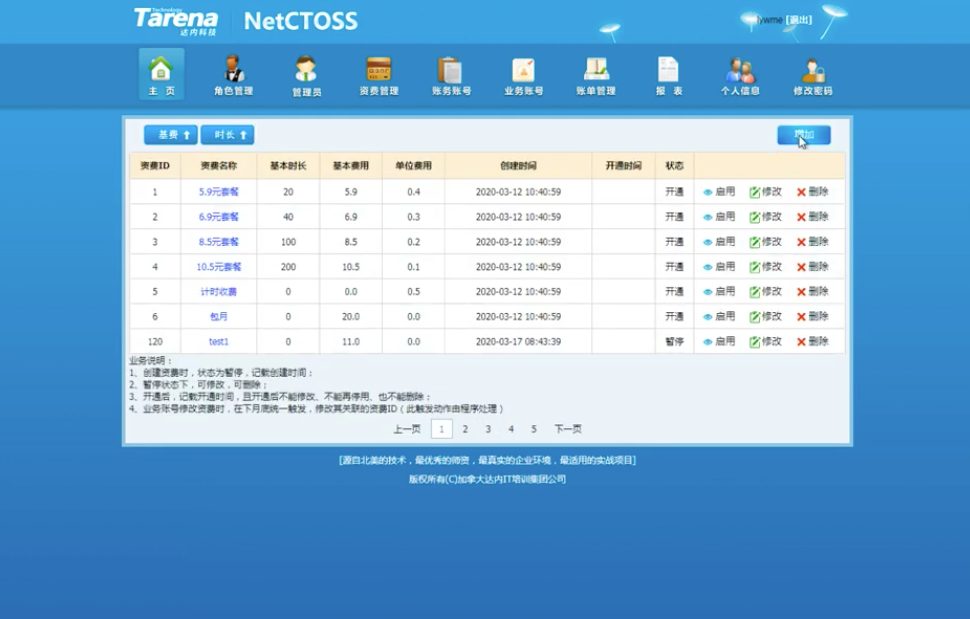 Technology
Tarena
达内科技
NetCTOSS
lywme [退出]
主 页 角色管理 管理员 资费管理 账务账号 业务账号 账单管理 报 表 个人信息 修改密码
基费 ↑ 时长 ↑ 增加
资费ID 资费名称 基本时长 基本费用 单位费用 创建时间 开通时间 状态
1 5.9元套餐 20 5.9 0.4 2020-03-12 10:40:59 开通 启用 修改 删除
2 6.9元套餐 40 6.9 0.3 2020-03-12 10:40:59 开通 启用 修改 删除
3 8.5元套餐 100 8.5 0.2 2020-03-12 10:40:59 开通 启用 修改 删除
4 10.5元套餐 200 10.5 0.1 2020-03-12 10:40:59 开通 启用 修改 删除
5 计时收费 0 0.0 0.5 2020-03-12 10:40:59 开通 启用 修改 删除
6 包月 0 20.0 0.0 2020-03-12 10:40:59 开通 启用 修改 删除
120 test1 0 11.0 0.0 2020-03-17 08:43:39 暂停 启用 修改 删除
业务说明：
1、创建资费时，状态为暂停，记载创建时间；
2、暂停状态下，可修改，可删除；
3、开通后，记载开通时间，且开通后不能修改、不能再停用、也不能删除；
4、业务账号修改资费时，在下月底统一触发，修改其关联的资费ID（此触发动作由程序处理）
上一页 1 2 3 4 5 下一页
[源自北美的技术，最优秀的师资，最真实的企业环境，最适用的实战项目]
版权所有(C)加拿大达内IT培训集团公司